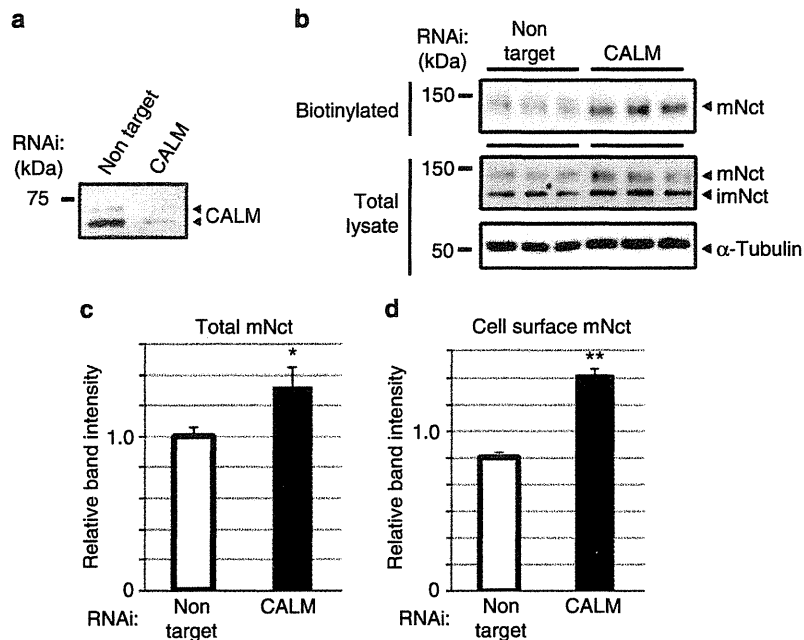 a
RNAi:
(kDa)
Non target
CALM
75
CALM
b
RNAi:
(kDa)
Non
target
CALM
Biotinylated
150
mNct
Total
lysate
150
mNct
imNct
50
α-Tubulin
c
Total mNct
Relative band intensity
1.0
0
*
RNAi:
Non
target
CALM
d
Cell surface mNct
Relative band intensity
1.0
0
**
RNAi:
Non
target
CALM